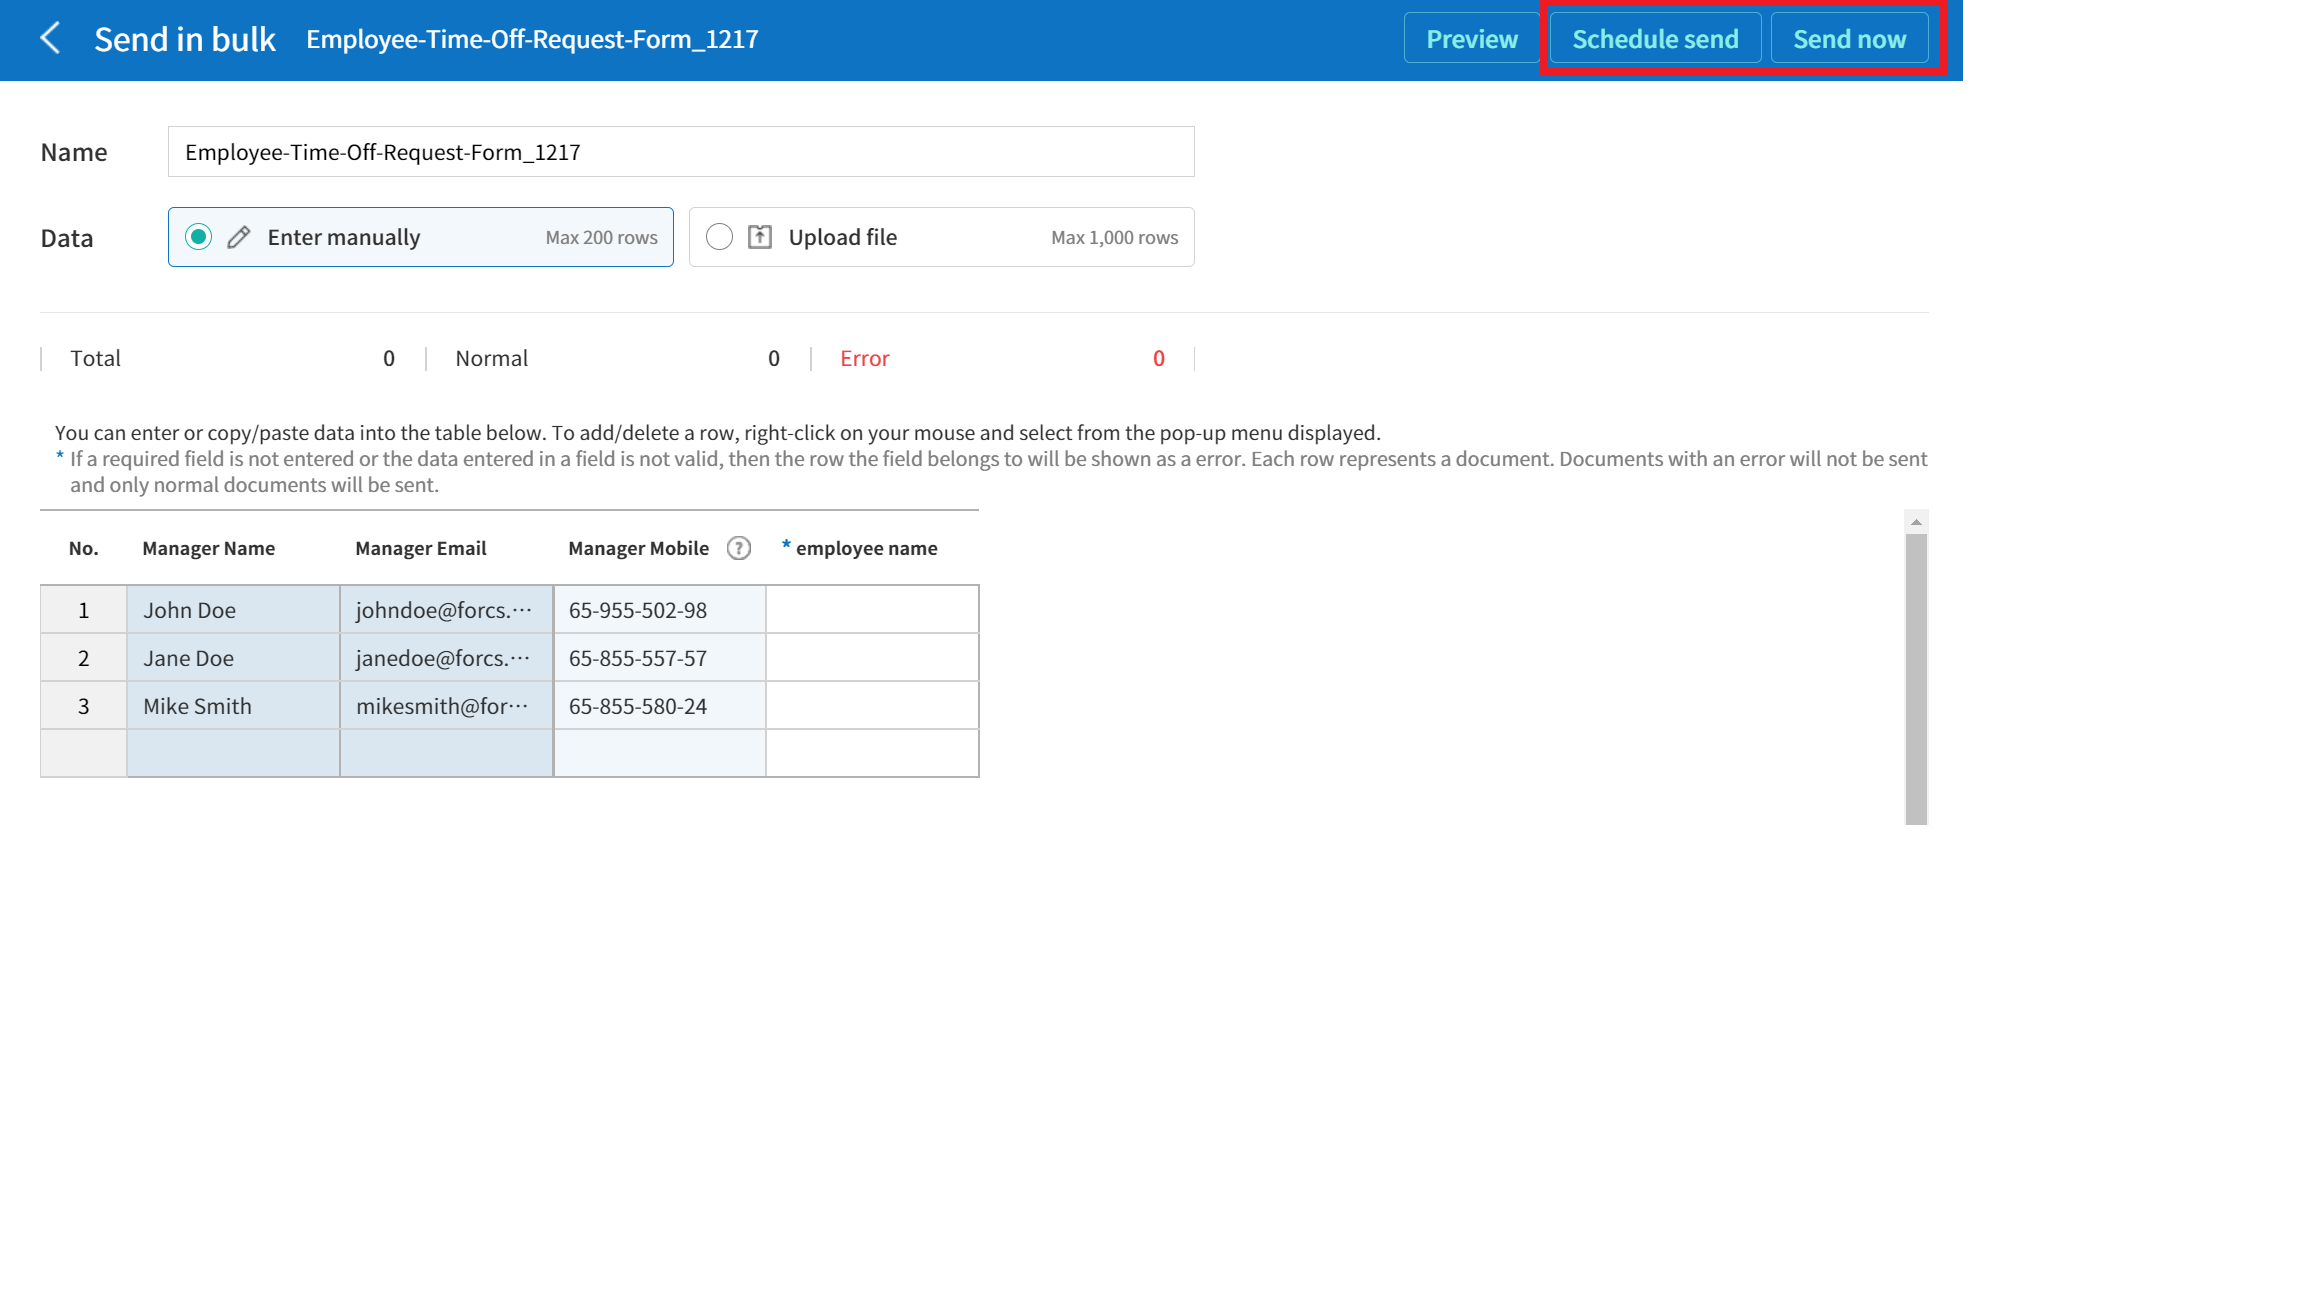 Send in bulk Employee-Time-Off-Request-Form_1217 Preview Schedule send Send now
Name Employee-Time-Off-Request-Form_1217
Data Enter manually Max 200 rows Upload file Max 1,000 rows
Total 0 Normal 0 Error 0
You can enter or copy/paste data into the table below. To add/delete a row, right-click on your mouse and select from the pop-up menu displayed.
* If a required field is not entered or the data entered in a field is not valid, then the row the field belongs to will be shown as a error. Each row represents a document. Documents with an error will not be sent
and only normal documents will be sent.
No. Manager Name Manager Email Manager Mobile ? * employee name
1 John Doe johndoe@forcs.··· 65-955-502-98
2 Jane Doe janedoe@forcs.··· 65-855-557-57
3 Mike Smith mikesmith@for··· 65-855-580-24